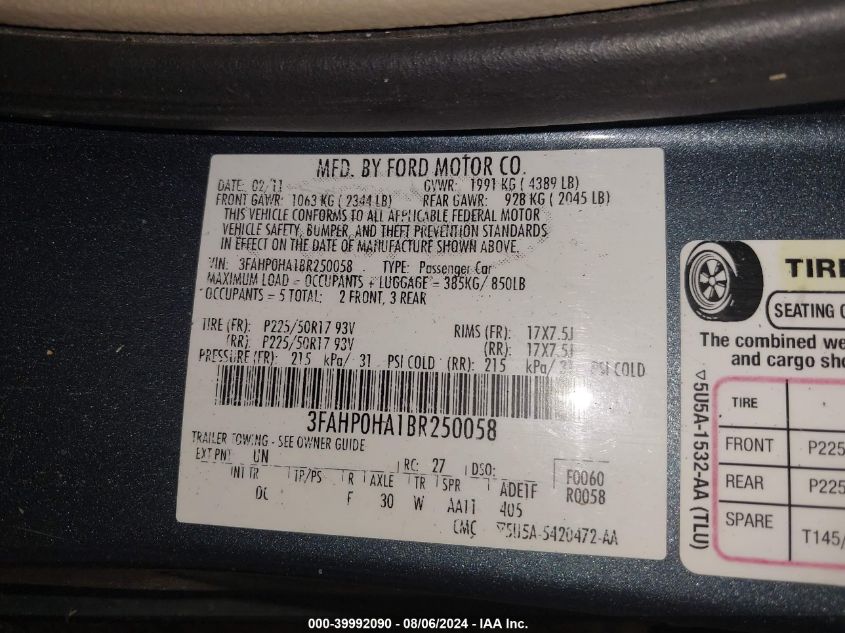 MFD. BY FORD MOTOR CO.
DATE: 02/11 GVWR: 1991 KG ( 4389 LB)
FRONT GAWR: 1063 KG ( 2344 LB) REAR GAWR: 928 KG ( 2045 LB)
THIS VEHICLE CONFORMS TO ALL APPLICABLE FEDERAL MOTOR
VEHICLE SAFETY, BUMPER, AND THEFT PREVENTION STANDARDS
IN EFFECT ON THE DATE OF MANUFACTURE SHOWN ABOVE.
VIN: 3FAHP0HA1BR250058 TYPE: Passenger Car
MAXIMUM LOAD = OCCUPANTS + LUGGAGE = 385KG/ 850LB
OCCUPANTS = 5 TOTAL: 2 FRONT, 3 REAR
TIRE (FR): P225/50R17 93V RIMS (FR): 17X7.5J
(RR): P225/50R17 93V (RR): 17X7.5J
PRESSURE (FR): 215 kPa/ 31 PSI COLD (RR): 215 kPa/ 31 PSI COLD
3FAHP0HA1BR250058
TRAILER TOWING - SEE OWNER GUIDE
EXT PNT: UN RC: 27 DSO: F0060
INT TR TP/PS R AXLE TR SPR ADETF R0058
DC F 30 W AA11 405
CMC 5U5A-5420472-AA
TIRE
SEATING
The combined
and cargo
TIRE
FRONT P225
REAR P225
SPARE T145/
5U5A-1532-AA (TLU)
000-39992090 - 08/06/2024 - IAA Inc.